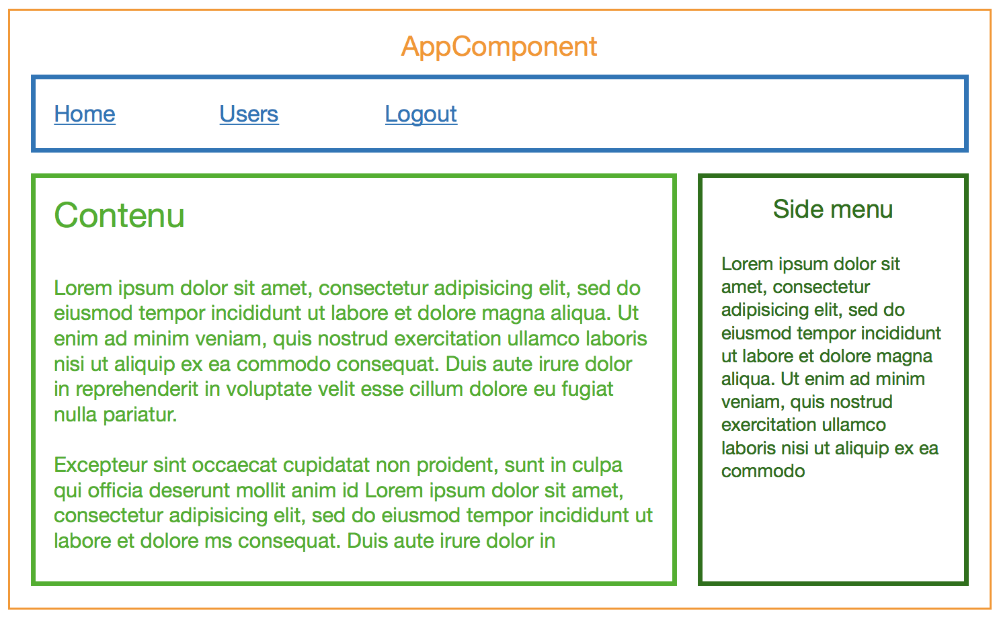 AppComponent
Home Users Logout
Contenu
Lorem ipsum dolor sit amet, consectetur adipisicing elit, sed do
eiusmod tempor incididunt ut labore et dolore magna aliqua. Ut
enim ad minim veniam, quis nostrud exercitation ullamco laboris
nisi ut aliquip ex ea commodo consequat. Duis aute irure dolor
in reprehenderit in voluptate velit esse cillum dolore eu fugiat
nulla pariatur.
Excepteur sint occaecat cupidatat non proident, sunt in culpa
qui officia deserunt mollit anim id Lorem ipsum dolor sit amet,
consectetur adipisicing elit, sed do eiusmod tempor incididunt ut
labore et dolore ms consequat. Duis aute irure dolor in
Side menu
Lorem ipsum dolor sit
amet, consectetur
adipisicing elit, sed do
eiusmod tempor incididunt
ut labore et dolore magna
aliqua. Ut enim ad minim
veniam, quis nostrud
exercitation ullamco
laboris nisi ut aliquip ex ea
commodo